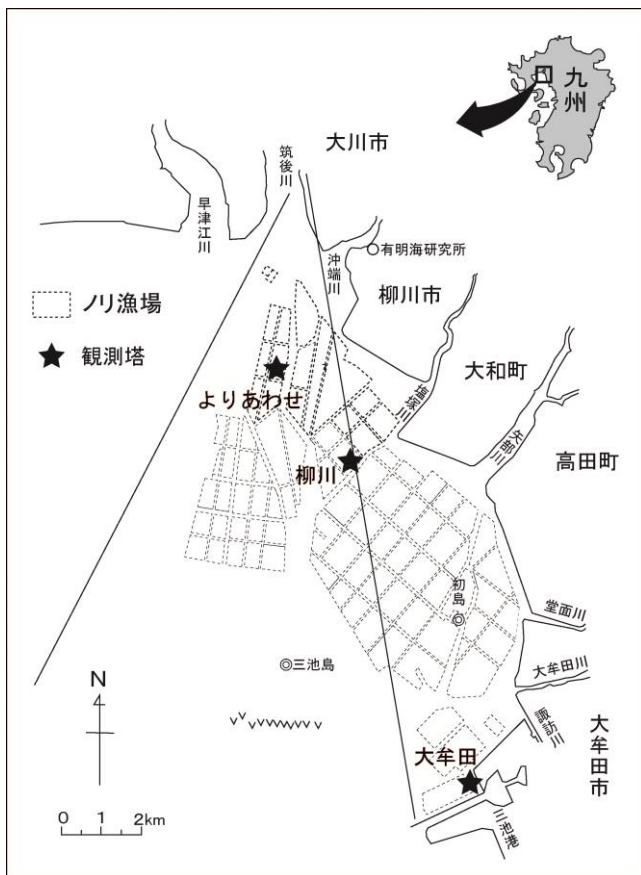 九州
大川市
筑後川
早津江川
有明海研究所
沖端川
柳川市
ノリ漁場
観測塔
よりあわせ
大和町
塩塚川
矢部川
柳川
高田町
初島
堂面川
三池島
大牟田川
N
諏訪川
大牟田
大牟田市
三池港
0 1 2km